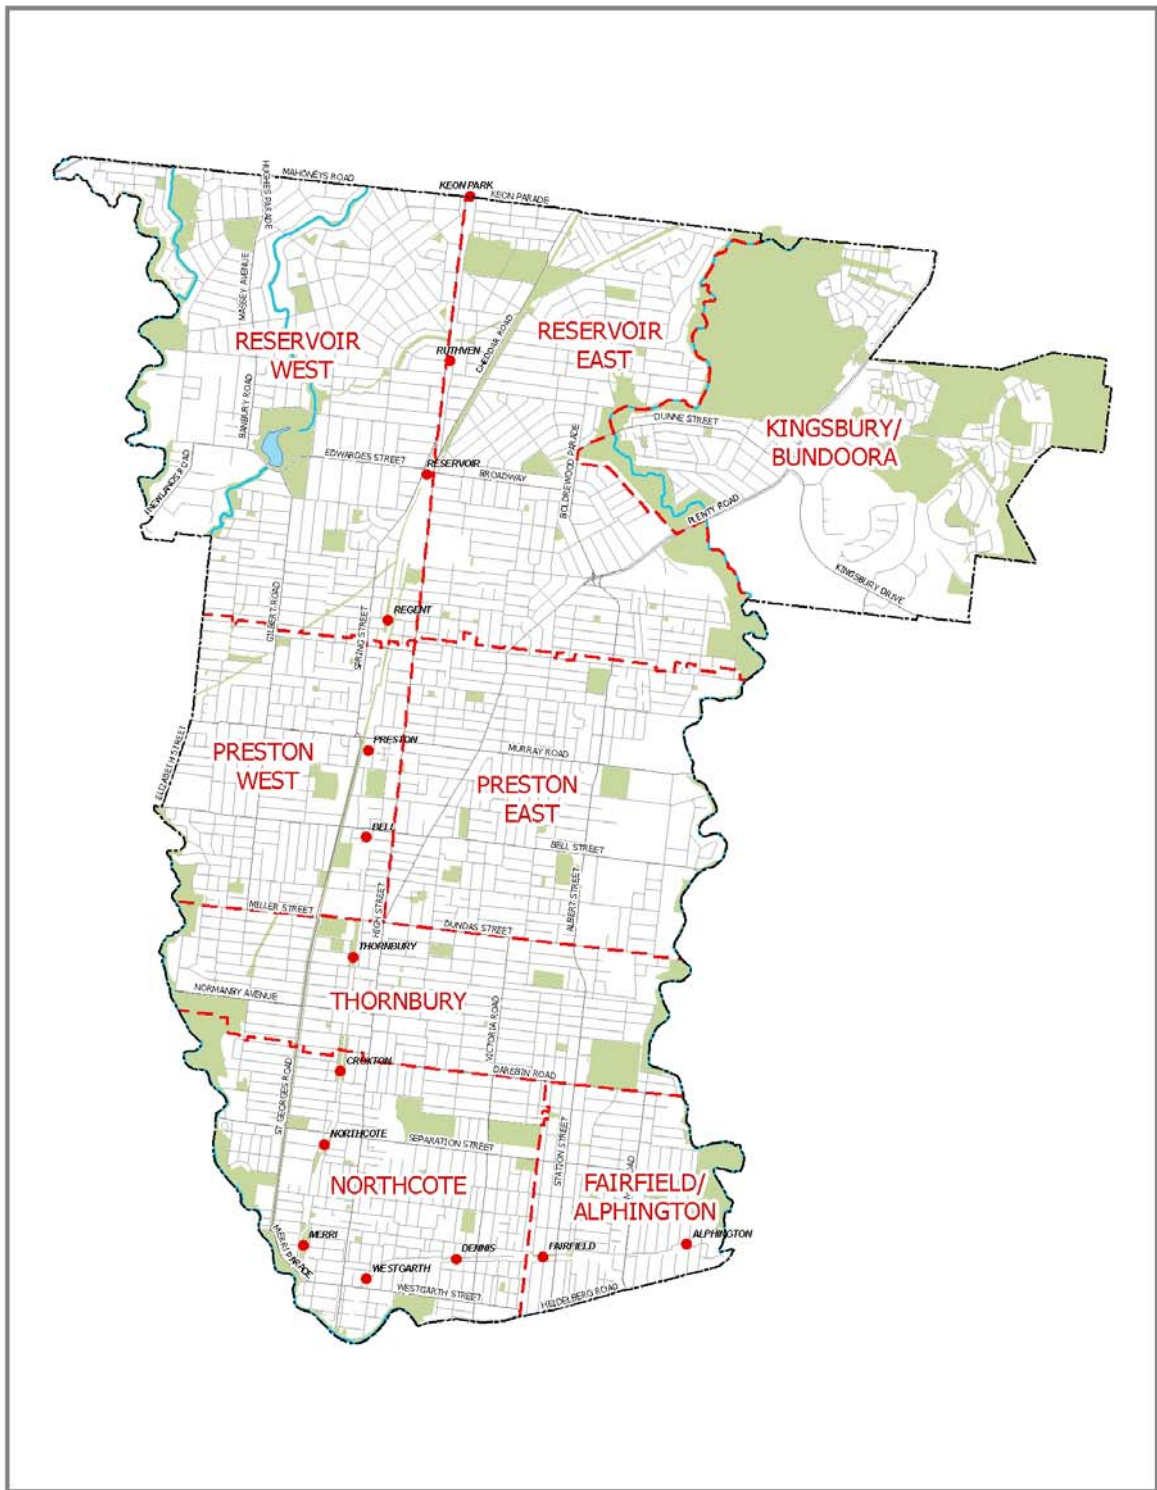 MAHONEYS ROAD
HUGHES PARADE
KEON PARK
KEON PARADE
MASSEY AVENUE
RESERVOIR
WEST
RUTHVEN
CHEDDAR ROAD
RESERVOIR
EAST
BANBURY ROAD
DUNNE STREET
KINGSBURY/
BUNDOORA
EDWARDES STREET
RESERVOIR
BROADWAY
BOLDREWOOD PARADE
NEWLANDS ROAD
PLENTY ROAD
KINGSBURY DRIVE
GILBERT ROAD
SPRING STREET
REGENT
ELIZABETH STREET
PRESTON
WEST
PRESTON
MURRAY ROAD
PRESTON
EAST
BELL
BELL STREET
ALBERT STREET
MILLER STREET
HIGH STREET
DUNDAS STREET
THORNBURY
NORMANBY AVENUE
THORNBURY
VICTORIA ROAD
CROXTON
DAREBIN ROAD
ST GEORGES ROAD
NORTHCOTE
SEPARATION STREET
STATION STREET
NORTHCOTE
FAIRFIELD/
ALPHINGTON
ROAD
MERRI
MERRI PARADE
DENNIS
FAIRFIELD
ALPHINGTON
WESTGARTH
WESTGARTH STREET
HEIDELBERG ROAD